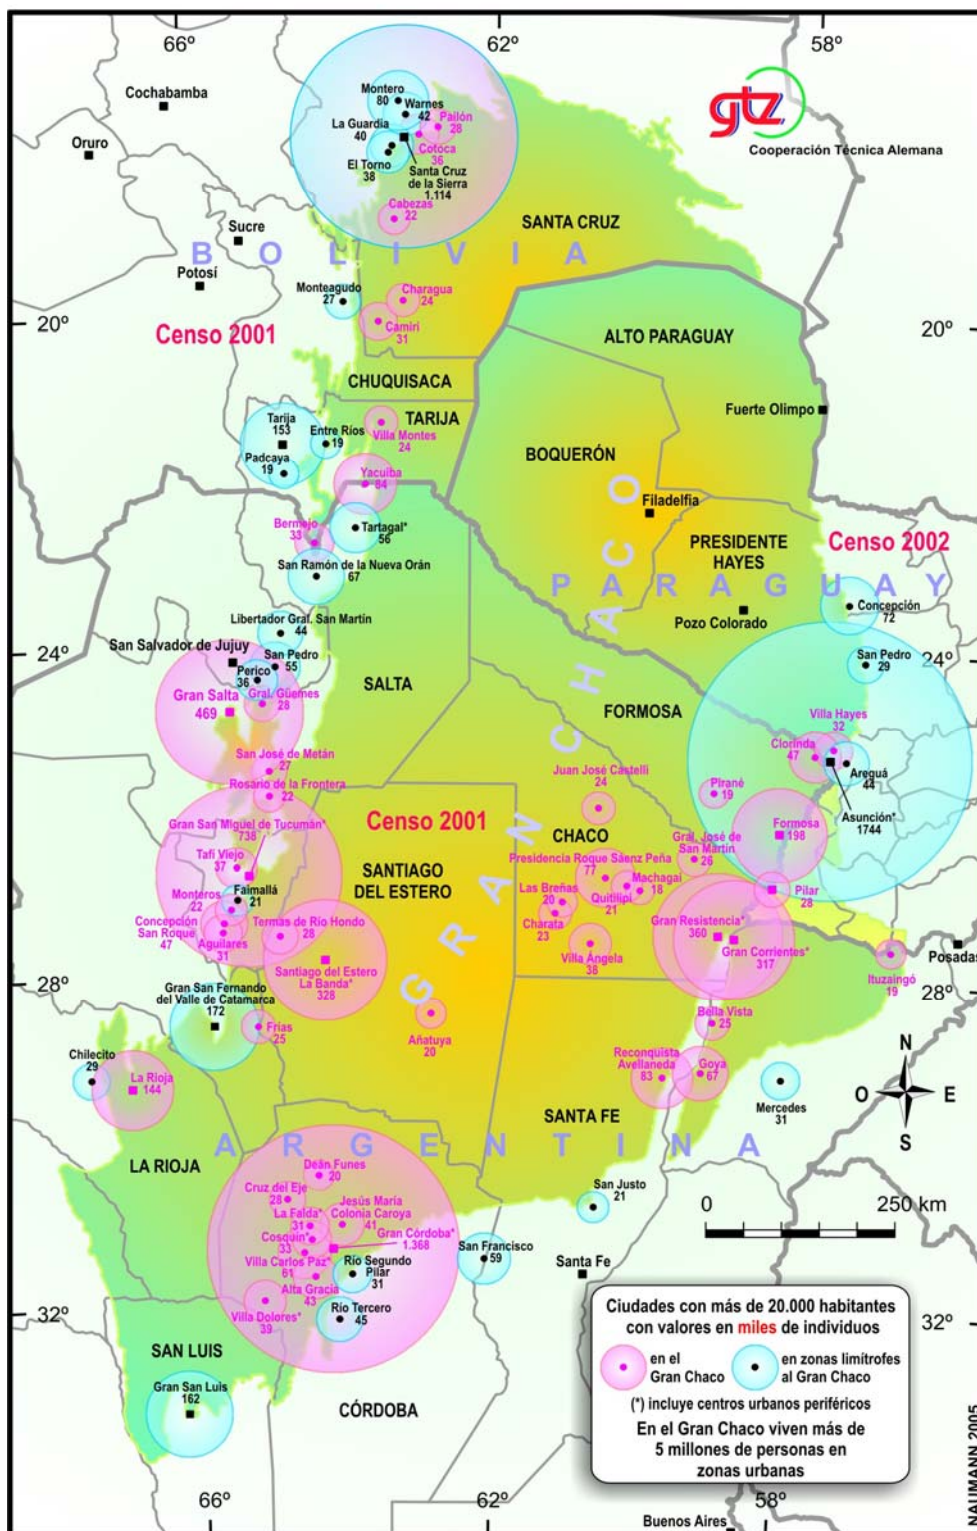 66º
62º
58º
Cochabamba
Oruro
Montero
80
Warnes
42
La Guardia
40
Pailón
28
El Torno
38
Cotoca
36
Santa Cruz
de la Sierra
1.114
gtz
Cooperación Técnica Alemana
Cabezas
22
SANTA CRUZ
Sucre
BOLIVIA
Potosí
Monteagudo
27
Charagua
24
Camiri
31
20º
20º
Censo 2001
ALTO PARAGUAY
CHUQUISACA
Fuerte Olimpo
Tarija
153
Entre Ríos
19
TARIJA
Villa Montes
24
Padcaya
19
BOQUERÓN
Yacuiba
84
Filadelfia
Bermejo
33
Tartagal*
56
PRESIDENTE
HAYES
Censo 2002
San Ramón de la Nueva Orán
67
PARAGUAY
Concepción
72
Pozo Colorado
Libertador Gral. San Martín
44
San Salvador de Jujuy
San Pedro
55
San Pedro
29
24º
24º
Perico
36
Gral. Güemes
28
Gran Salta
469
SALTA
FORMOSA
GRAN CHACO
Villa Hayes
32
Clorinda
47
Areguá
44
San José de Metán
27
Rosario de la Frontera
22
Juan José Castelli
24
Pirané
19
Asunción*
1744
Gran San Miguel de Tucumán*
738
Censo 2001
CHACO
Formosa
198
Gral. José de
San Martín
26
Tafí Viejo
37
SANTIAGO
DEL ESTERO
Presidencia Roque Sáenz Peña
77
Machagai
18
Quitilipi
21
Las Breñas
20
Charata
23
Pilar
28
Monteros
22
Faimallá
21
Concepción
San Roque
47
Aguilares
31
Termas de Río Hondo
28
Gran Resistencia*
360
Gran Corrientes*
317
Villa Ángela
38
Posadas
Ituzaingó
19
Santiago del Estero
La Banda*
328
28º
28º
Gran San Fernando
del Valle de Catamarca
172
Frías
25
Añatuya
20
Bella Vista
25
Chilecito
29
La Rioja
144
Reconquista
Avellaneda
83
Goya
67
Mercedes
31
N
O
E
S
SANTA FE
ARGENTINA
LA RIOJA
Deán Funes
20
Cruz del Eje
28
Jesús María
Colonia Caroya
41
San Justo
21
La Falda*
31
Cosquín*
33
Gran Córdoba*
1.368
0
250 km
Villa Carlos Paz*
61
Río Segundo
Pilar
31
San Francisco
59
Santa Fe
Alta Gracia
43
Villa Dolores*
39
Río Tercero
45
32º
32º
SAN LUIS
Gran San Luis
162
CÓRDOBA
Ciudades con más de 20.000 habitantes
con valores en miles de individuos
en el
Gran Chaco
en zonas limítrofes
al Gran Chaco
(*) incluye centros urbanos periféricos
En el Gran Chaco viven más de
5 millones de personas en
zonas urbanas
NAUMANN 2005
66º
62º
58º
Buenos Aires